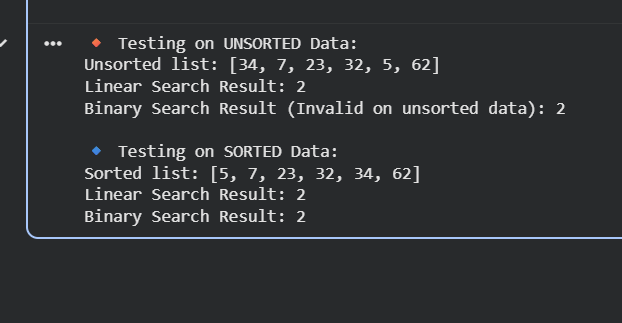 🔸 Testing on UNSORTED Data:
Unsorted list: [34, 7, 23, 32, 5, 62]
Linear Search Result: 2
Binary Search Result (Invalid on unsorted data): 2
🔹 Testing on SORTED Data:
Sorted list: [5, 7, 23, 32, 34, 62]
Linear Search Result: 2
Binary Search Result: 2